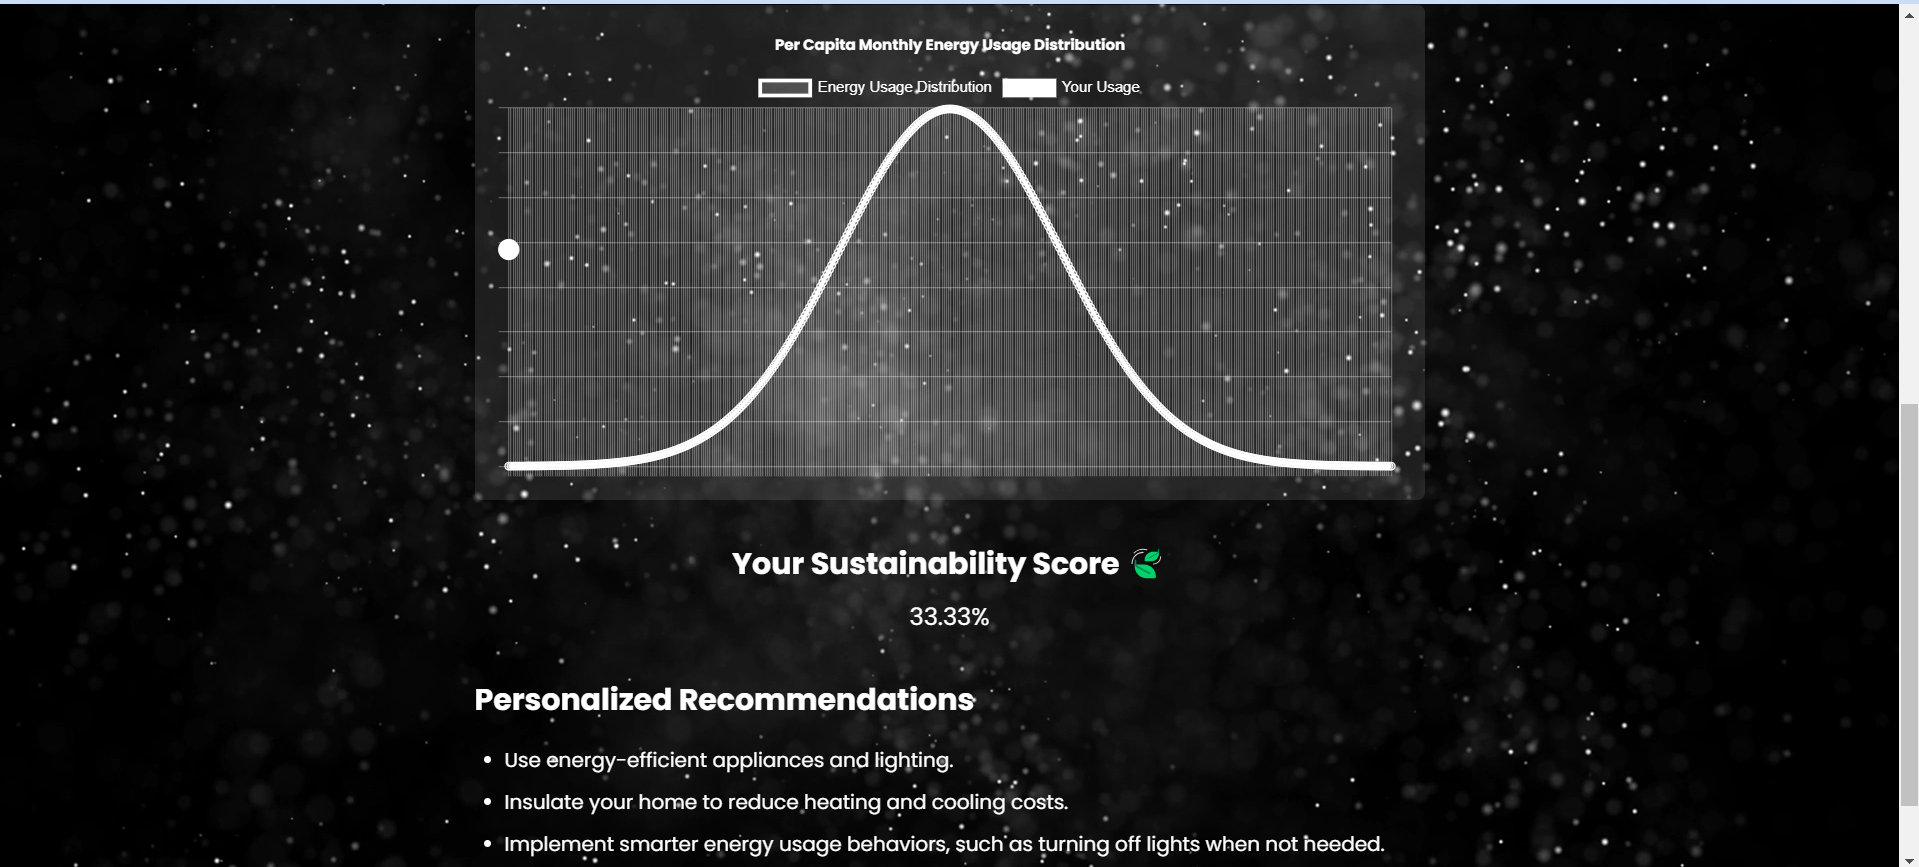 Per Capita Monthly Energy Usage Distribution
Energy Usage Distribution Your Usage
Your Sustainability Score
33.33%
Personalized Recommendations
Use energy-efficient appliances and lighting.
Insulate your home to reduce heating and cooling costs.
Implement smarter energy usage behaviors, such as turning off lights when not needed.